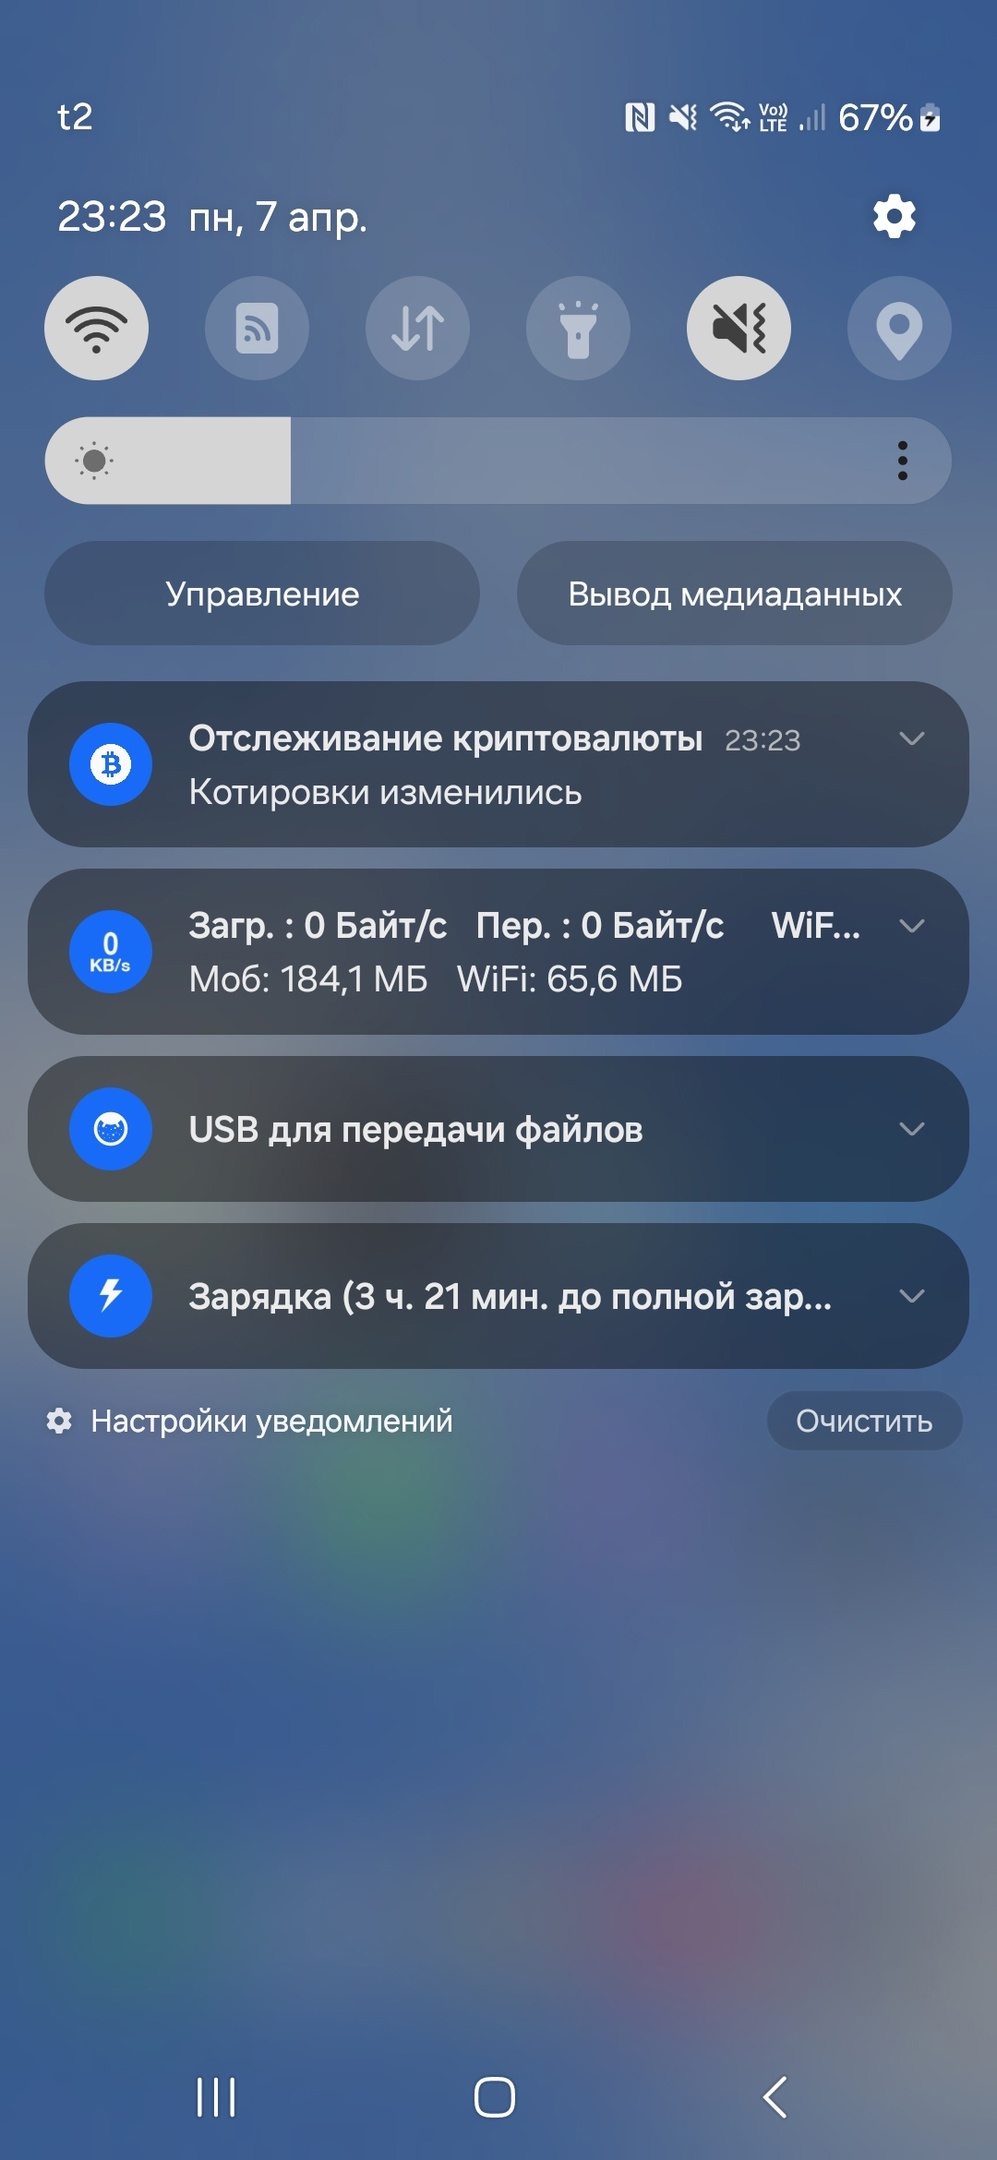 t2 Vo)) LTE 67%
23:23 пн, 7 апр.
Управление
Вывод медиаданных
Отслеживание криптовалюты 23:23
Котировки изменились
0
KB/s
Загр. : 0 Байт/с Пер. : 0 Байт/с WiF...
Моб: 184,1 МБ WiFi: 65,6 МБ
USB для передачи файлов
Зарядка (3 ч. 21 мин. до полной зар...
Настройки уведомлений
Очистить